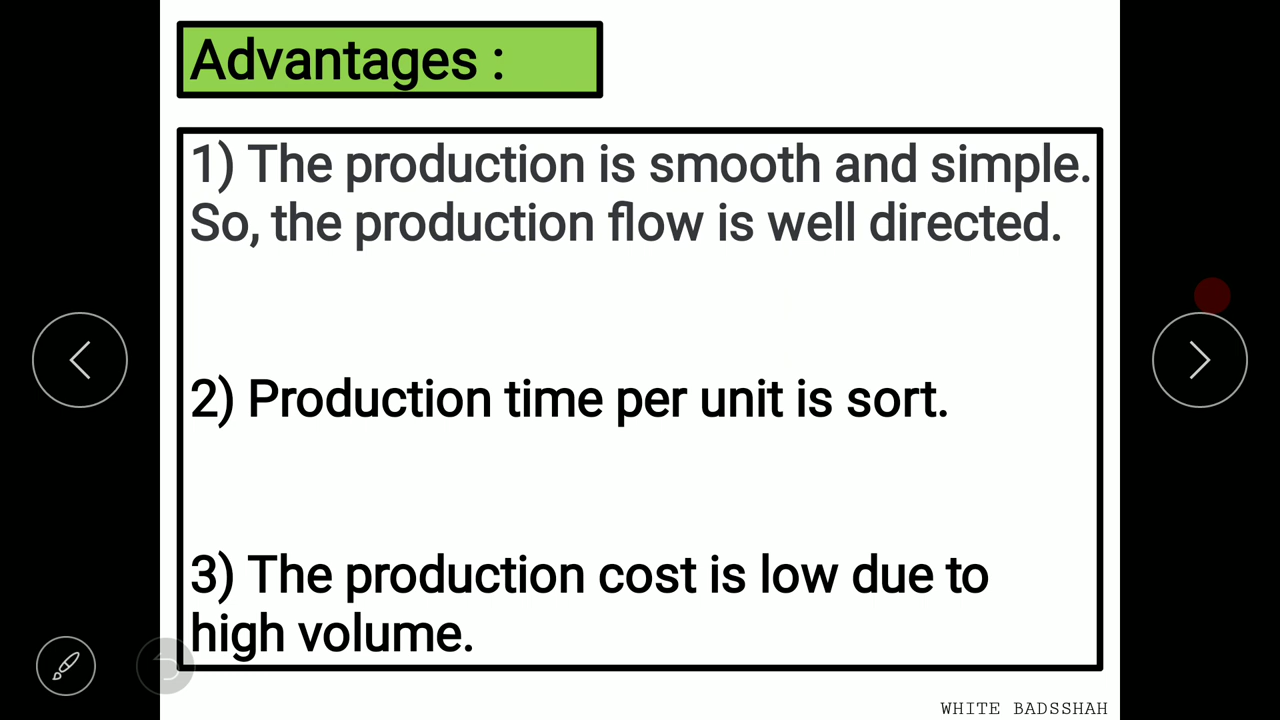 Advantages :
1) The production is smooth and simple.
So, the production flow is well directed.
2) Production time per unit is sort.
3) The production cost is low due to
high volume.
WHITE BADSSHAH